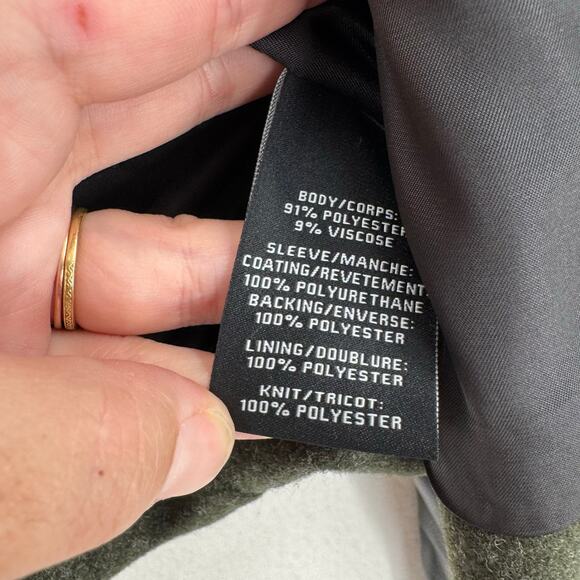 BODY/CORPS:
91% POLYESTER
9% VISCOSE
SLEEVE/MANCHE:
COATING/REVETEMENT
100% POLYURETHANE
BACKING/ENVERSE:
100% POLYESTER
LINING/DOUBLURE:
100% POLYESTER
KNIT/TRICOT:
100% POLYESTER